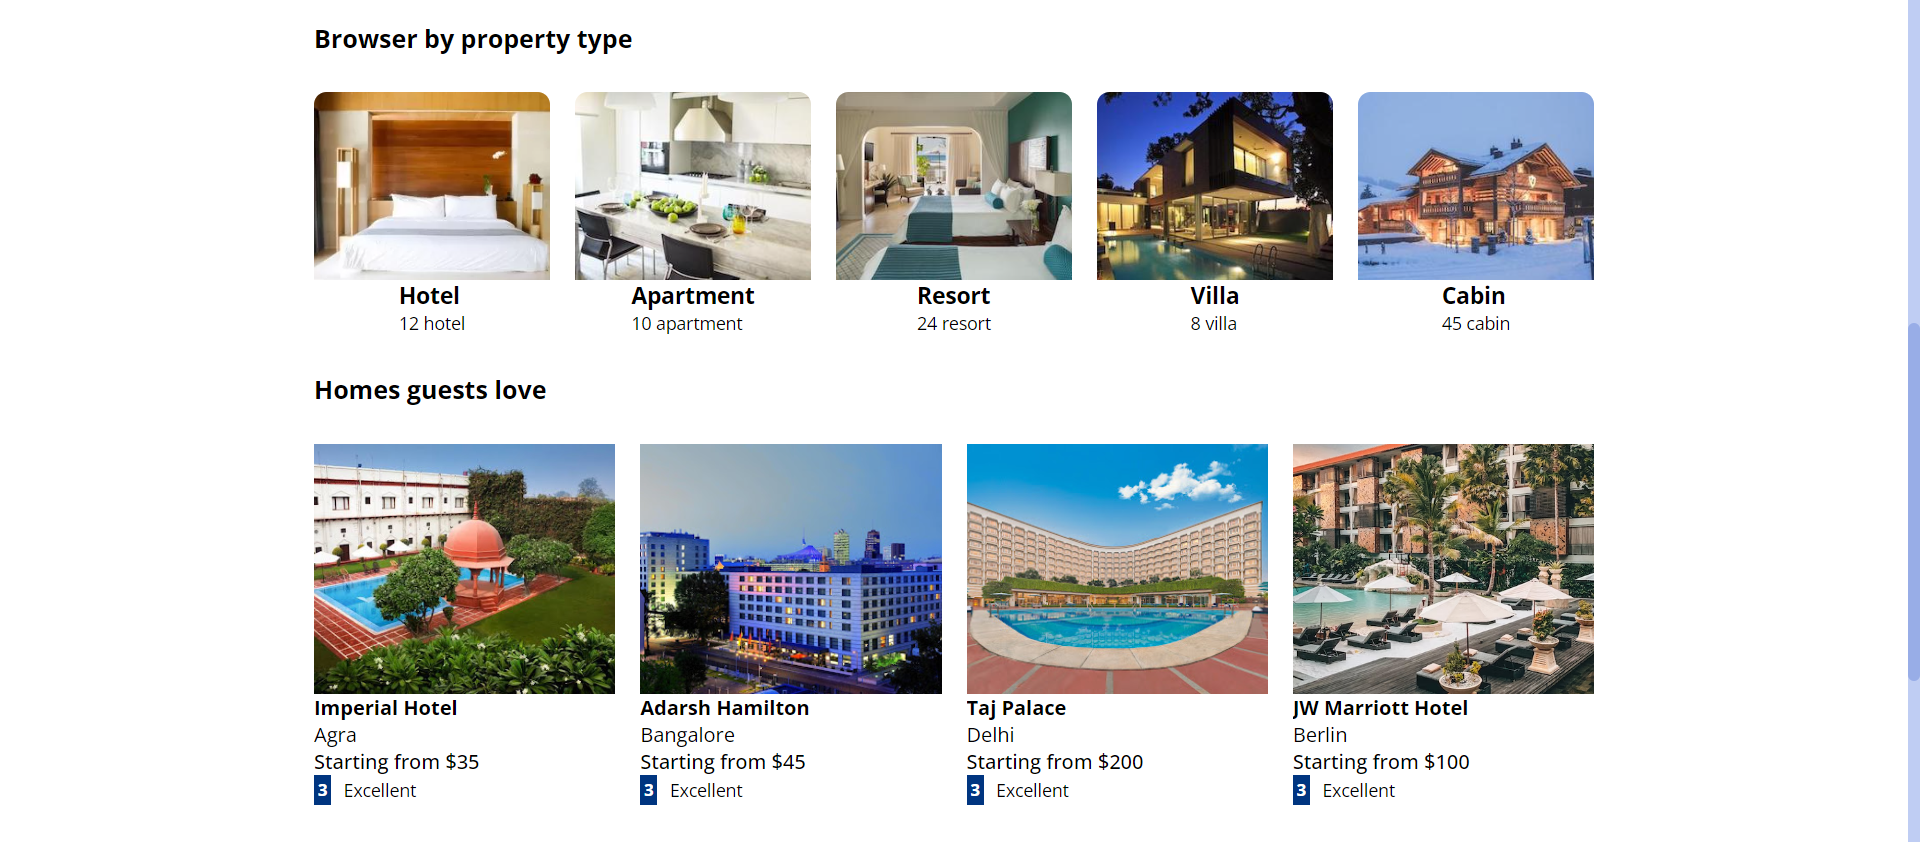 Browser by property type
Hotel
12 hotel
Apartment
10 apartment
Resort
24 resort
Villa
8 villa
Cabin
45 cabin
Homes guests love
Imperial Hotel
Agra
Starting from $35
3 Excellent
Adarsh Hamilton
Bangalore
Starting from $45
3 Excellent
Taj Palace
Delhi
Starting from $200
3 Excellent
JW Marriott Hotel
Berlin
Starting from $100
3 Excellent